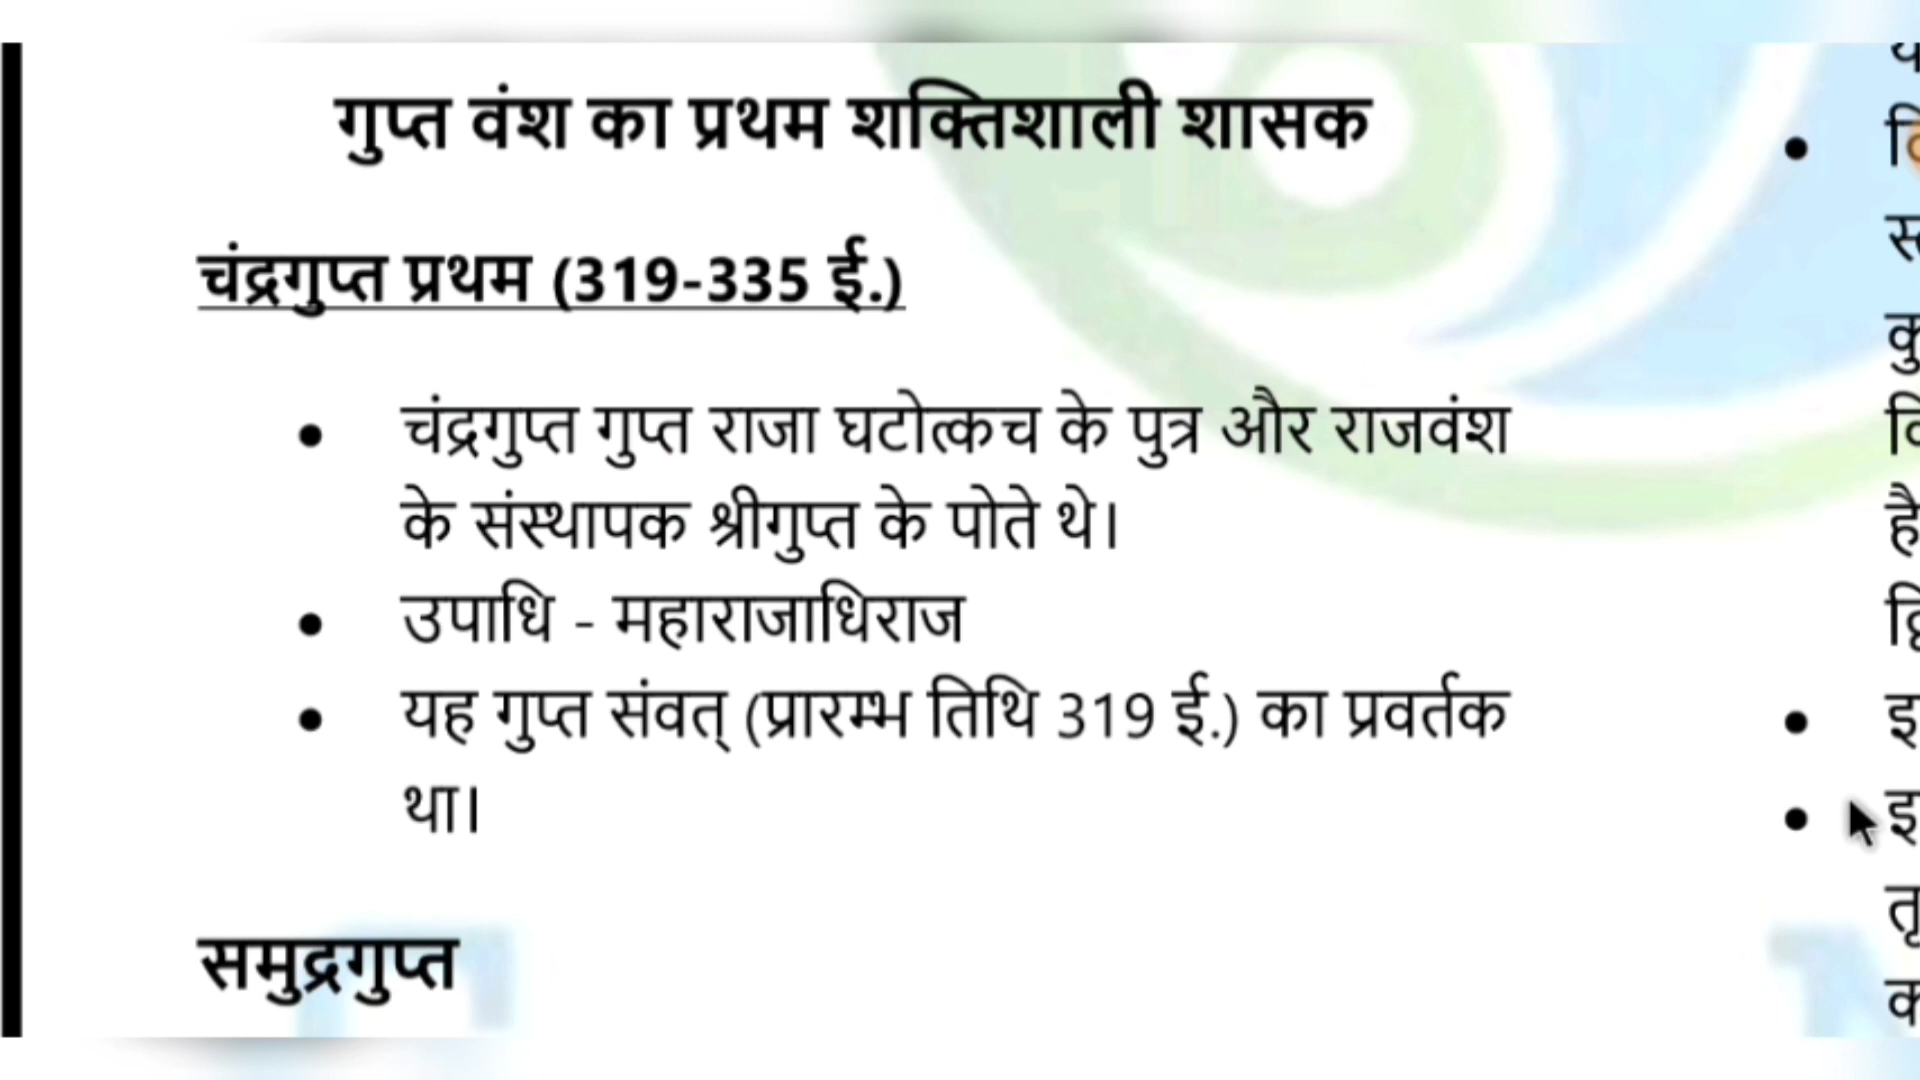 गुप्त वंश का प्रथम शक्तिशाली शासक
चंद्रगुप्त प्रथम (319-335 ई.)
• चंद्रगुप्त गुप्त राजा घटोत्कच के पुत्र और राजवंश
के संस्थापक श्रीगुप्त के पोते थे।
• उपाधि - महाराजाधिराज
• यह गुप्त संवत् (प्रारम्भ तिथि 319 ई.) का प्रवर्तक
था।
समुद्रगुप्त